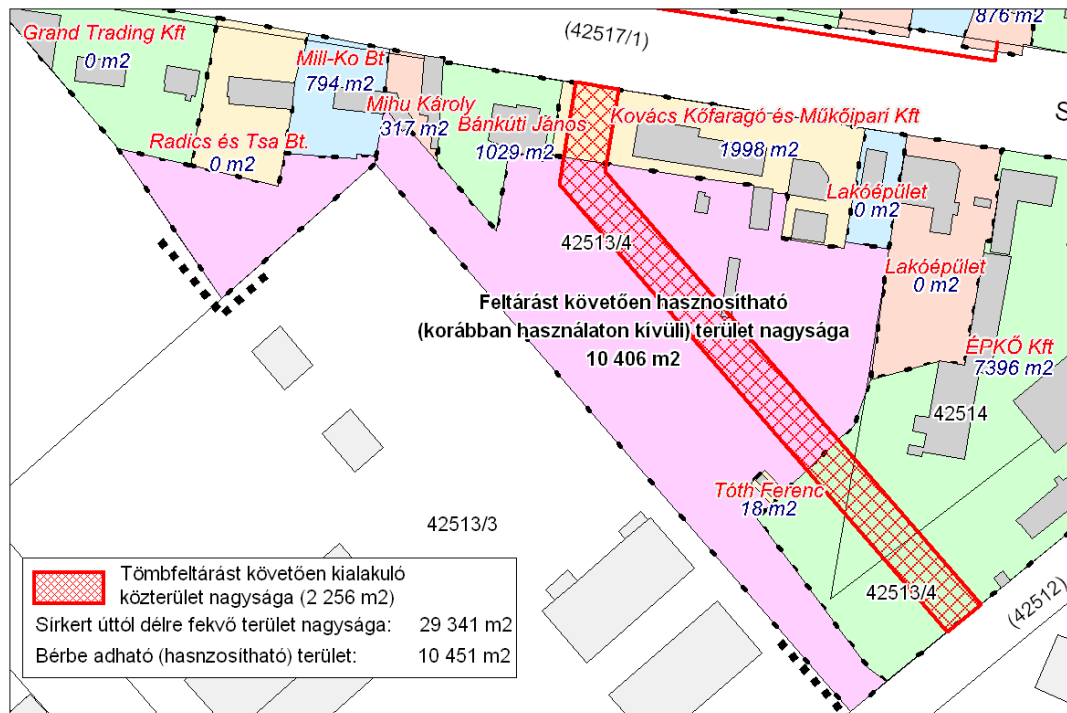 876 m2
(42517/1)
S
Grand Trading Kft
0 m2
Mill-Ko Bt
794 m2
Mihu Károly
317 m2
Radics és Tsa Bt.
0 m2
Bánkúti János
1029 m2
Kovács Kőfaragó és Műkőipari Kft
1998 m2
Lakóépület
0 m2
42513/4
Lakóépület
0 m2
Feltárást követően hasznosítható
(korábban használaton kívüli) terület nagysága
10 406 m2
ÉPKŐ Kft
7396 m2
42514
Tóth Ferenc
18 m2
42513/3
42513/4
(42512)
Tömbfeltárást követően kialakuló
közterület nagysága (2 256 m2)
Sírkert úttól délre fekvő terület nagysága: 29 341 m2
Bérbe adható (hasnzosítható) terület: 10 451 m2